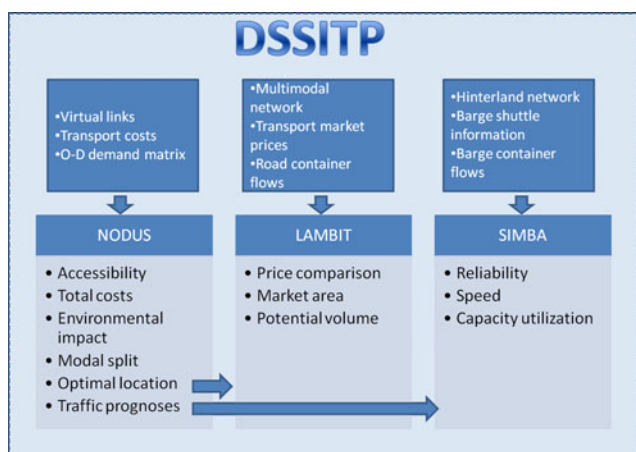 DSSITP
•Virtual links
•Transport costs
•O-D demand matrix
•Multimodal
network
•Transport market
prices
•Road container
flows
•Hinterland network
•Barge shuttle
information
•Barge container
flows
NODUS
• Accessibility
• Total costs
• Environmental
impact
• Modal split
• Optimal location
• Traffic prognoses
LAMBIT
• Price comparison
• Market area
• Potential volume
SIMBA
• Reliability
• Speed
• Capacity utilization